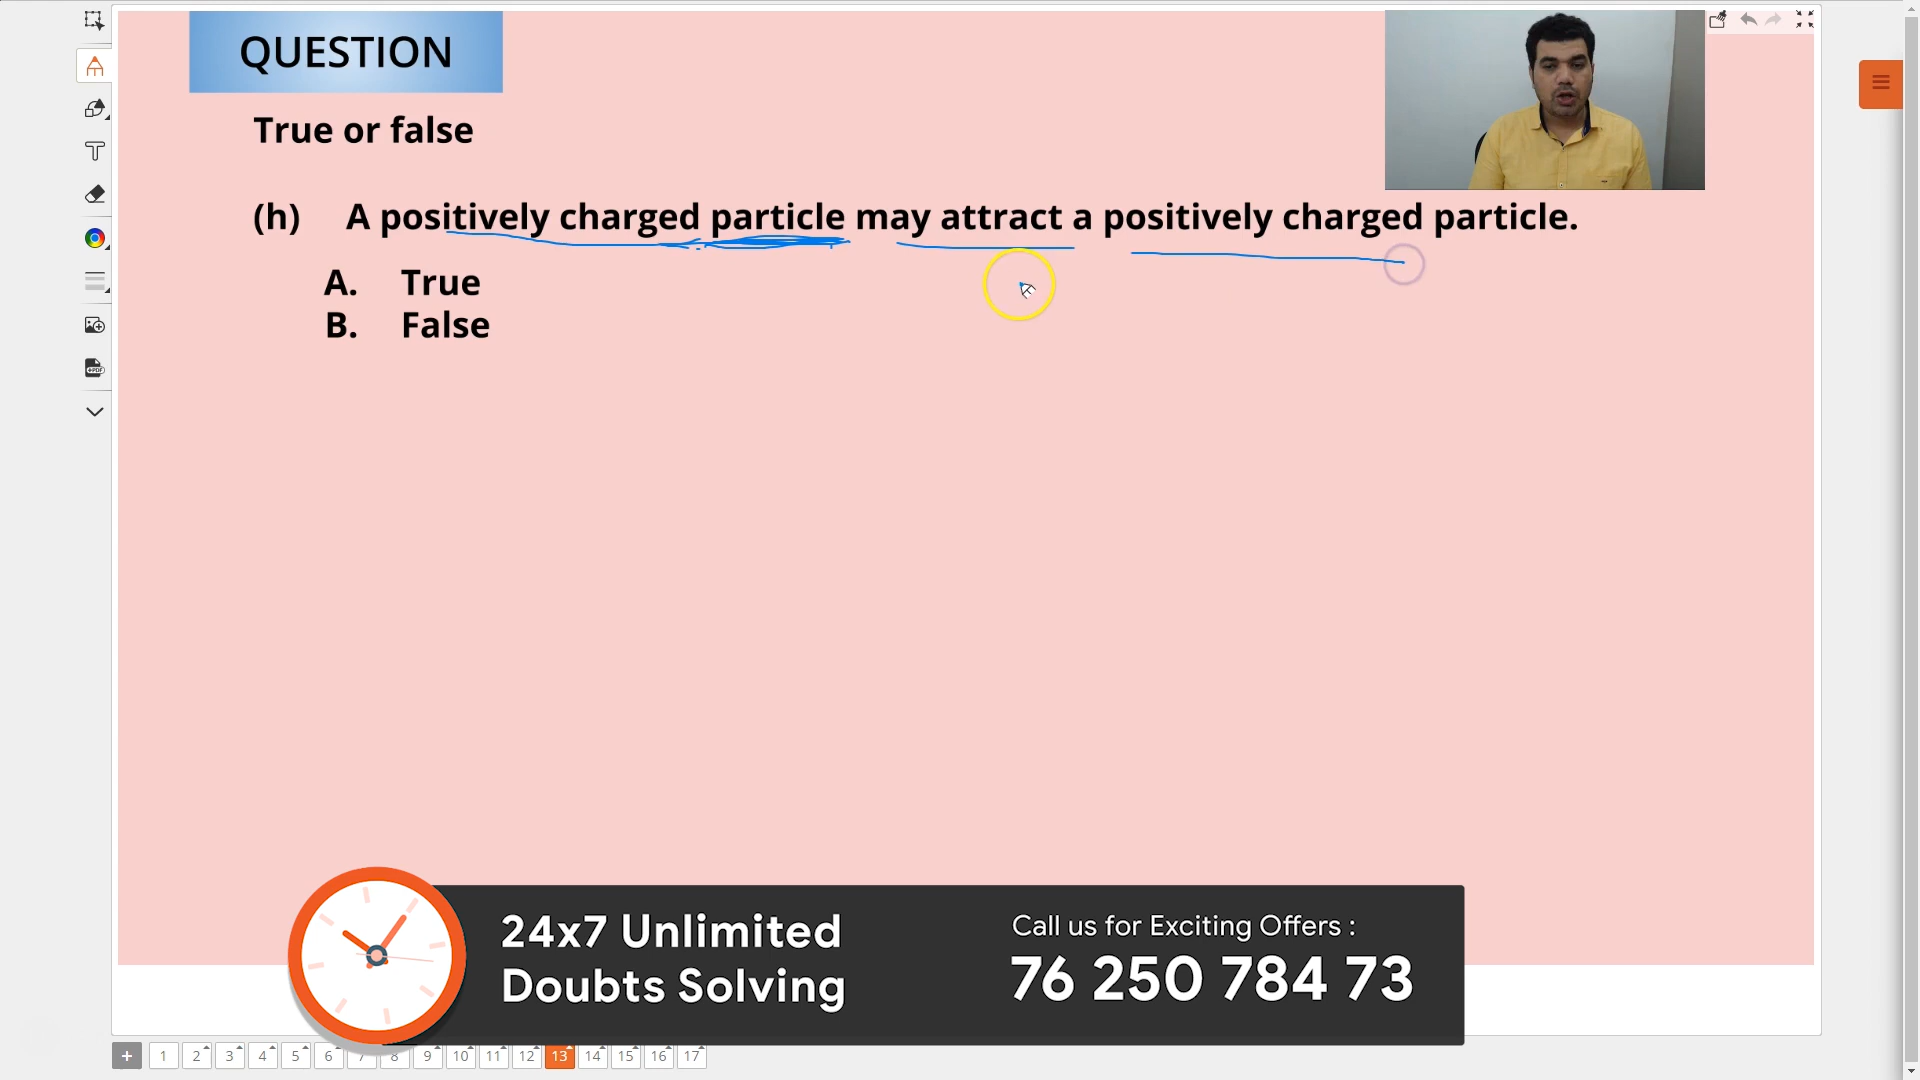 QUESTION
True or false
(h) A positively charged particle may attract a positively charged particle.
A. True
B. False
24x7 Unlimited
Doubts Solving
Call us for Exciting Offers :
76 250 784 73
+ 1 2 3 4 5 6 7 8 9 10 11 12 13 14 15 16 17